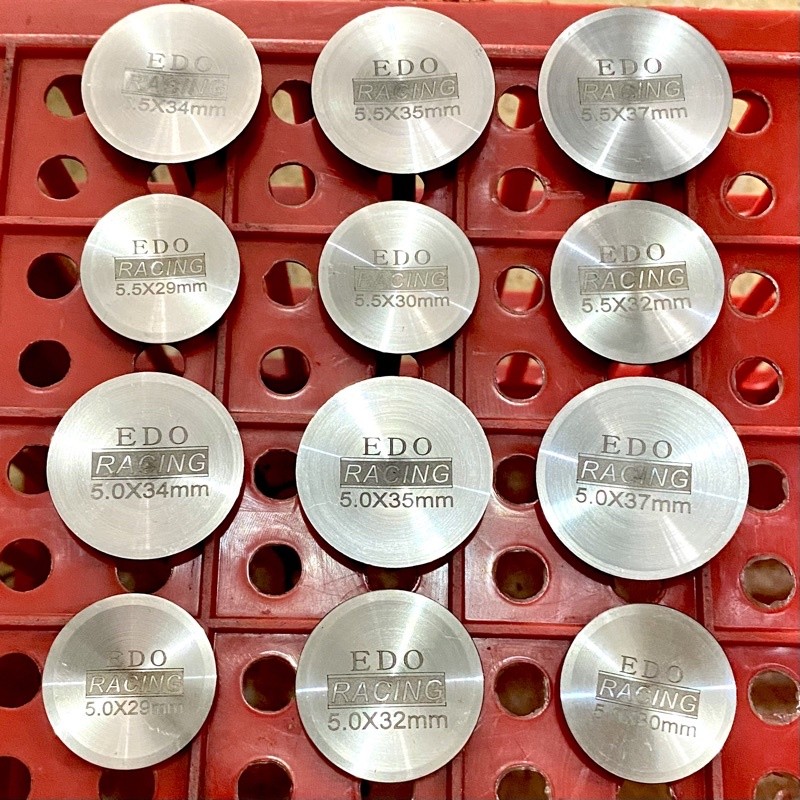 EDO
RACING
5.5X34mm
EDO
RACING
5.5X35mm
EDO
RACING
5.5X37mm
EDO
RACING
5.5X29mm
EDO
RACING
5.5X30mm
EDO
RACING
5.5X32mm
EDO
RACING
5.0X34mm
EDO
RACING
5.0X35mm
EDO
RACING
5.0X37mm
EDO
RACING
5.0X29mm
EDO
RACING
5.0X32mm
EDO
RACING
5.0X30mm